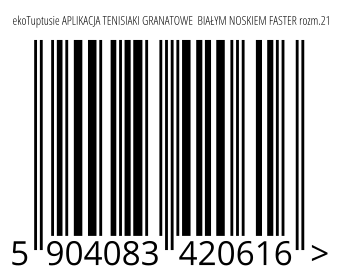 ekoTuptusie APLIKACJA TENISIAKI GRANATOWE BIAŁYM NOSKIEM FASTER rozm.21
5 904083 420616 >